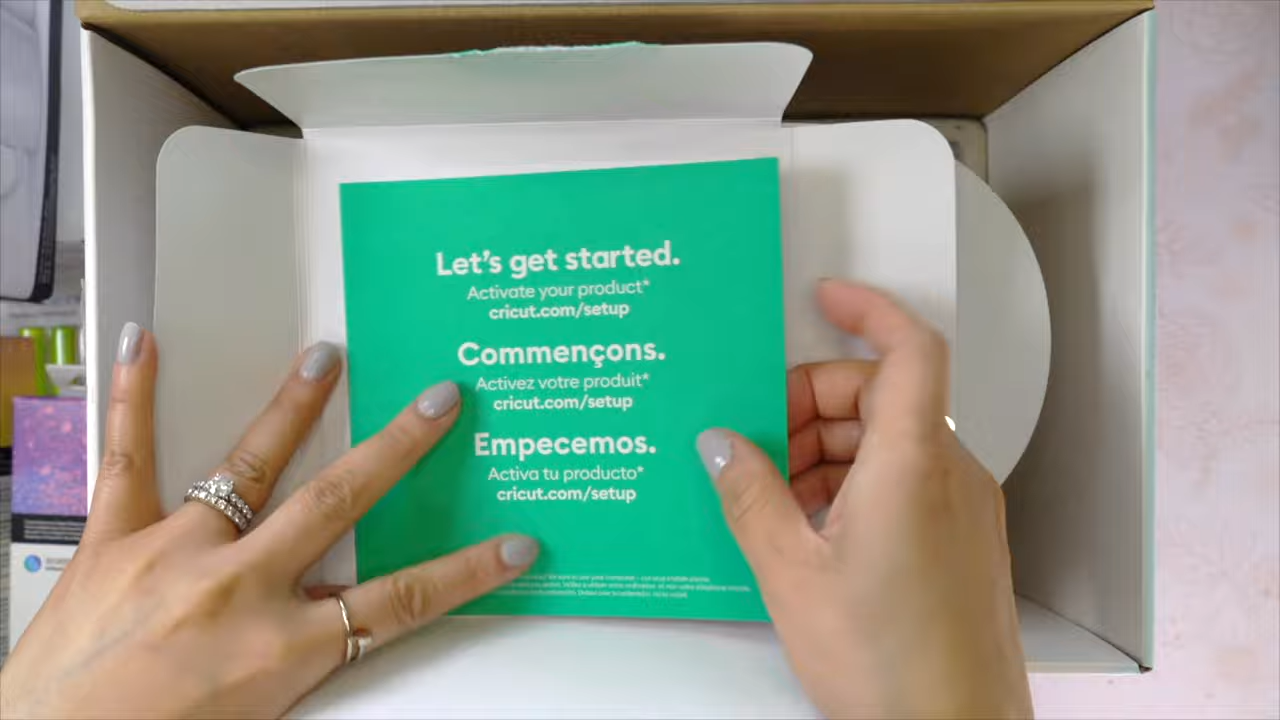 Let's get started.
Activate your product*
cricut.com/setup
Commençons.
Activez votre produit*
cricut.com/setup
Empecemos.
Activa tu producto*
cricut.com/setup